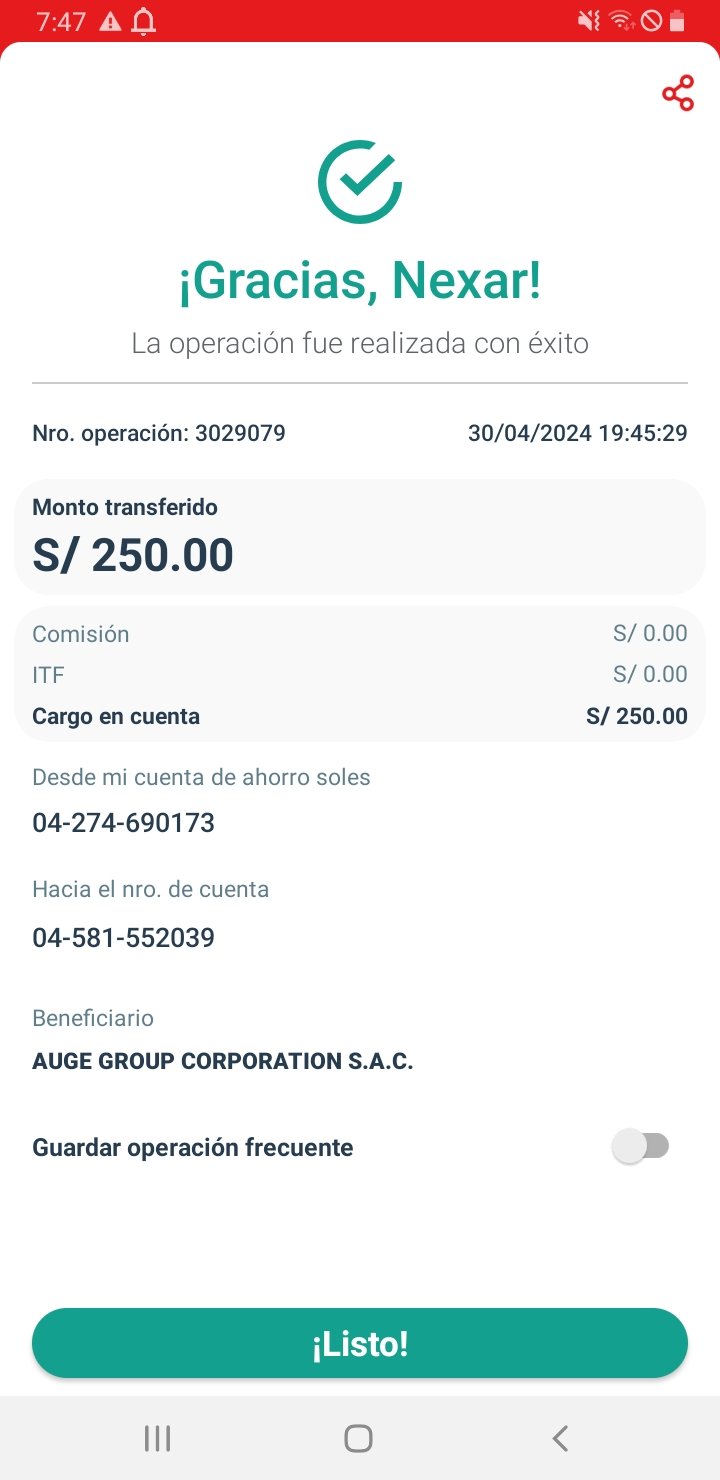 7:47
¡Gracias, Nexar!
La operación fue realizada con éxito
Nro. operación: 3029079 30/04/2024 19:45:29
Monto transferido
S/ 250.00
Comisión S/ 0.00
ITF S/ 0.00
Cargo en cuenta S/ 250.00
Desde mi cuenta de ahorro soles
04-274-690173
Hacia el nro. de cuenta
04-581-552039
Beneficiario
AUGE GROUP CORPORATION S.A.C.
Guardar operación frecuente
¡Listo!